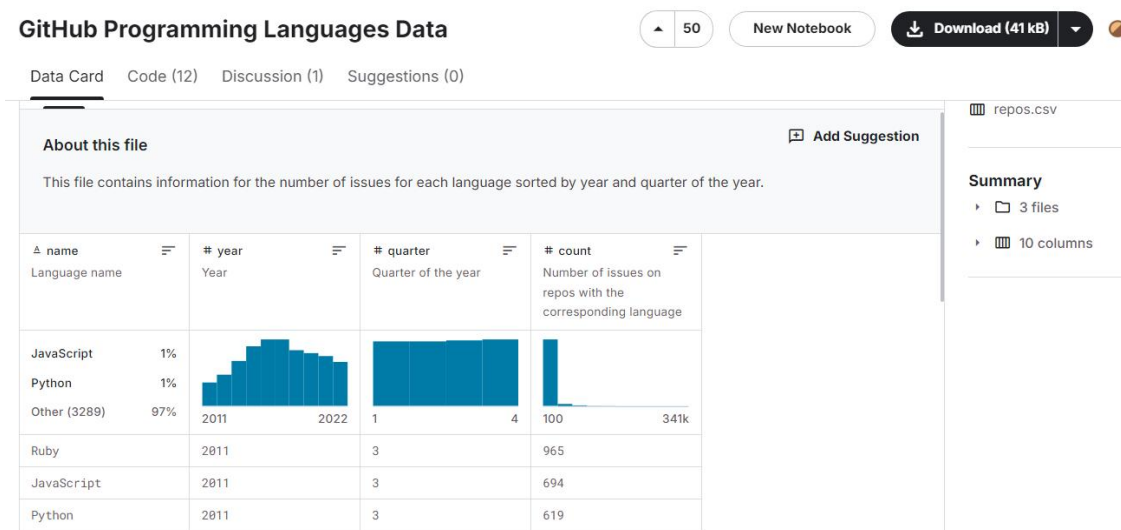 GitHub Programming Languages Data
50
New Notebook
Download (41 kB)
Data Card Code (12) Discussion (1) Suggestions (0)
repos.csv
About this file
Add Suggestion
This file contains information for the number of issues for each language sorted by year and quarter of the year.
Summary
3 files
10 columns
A name # year # quarter # count
Language name Year Quarter of the year Number of issues on
repos with the
corresponding language
JavaScript 1%
Python 1%
Other (3289) 97%
2011 2022 1 4 100 341k
Ruby 2011 3 965
JavaScript 2011 3 694
Python 2011 3 619